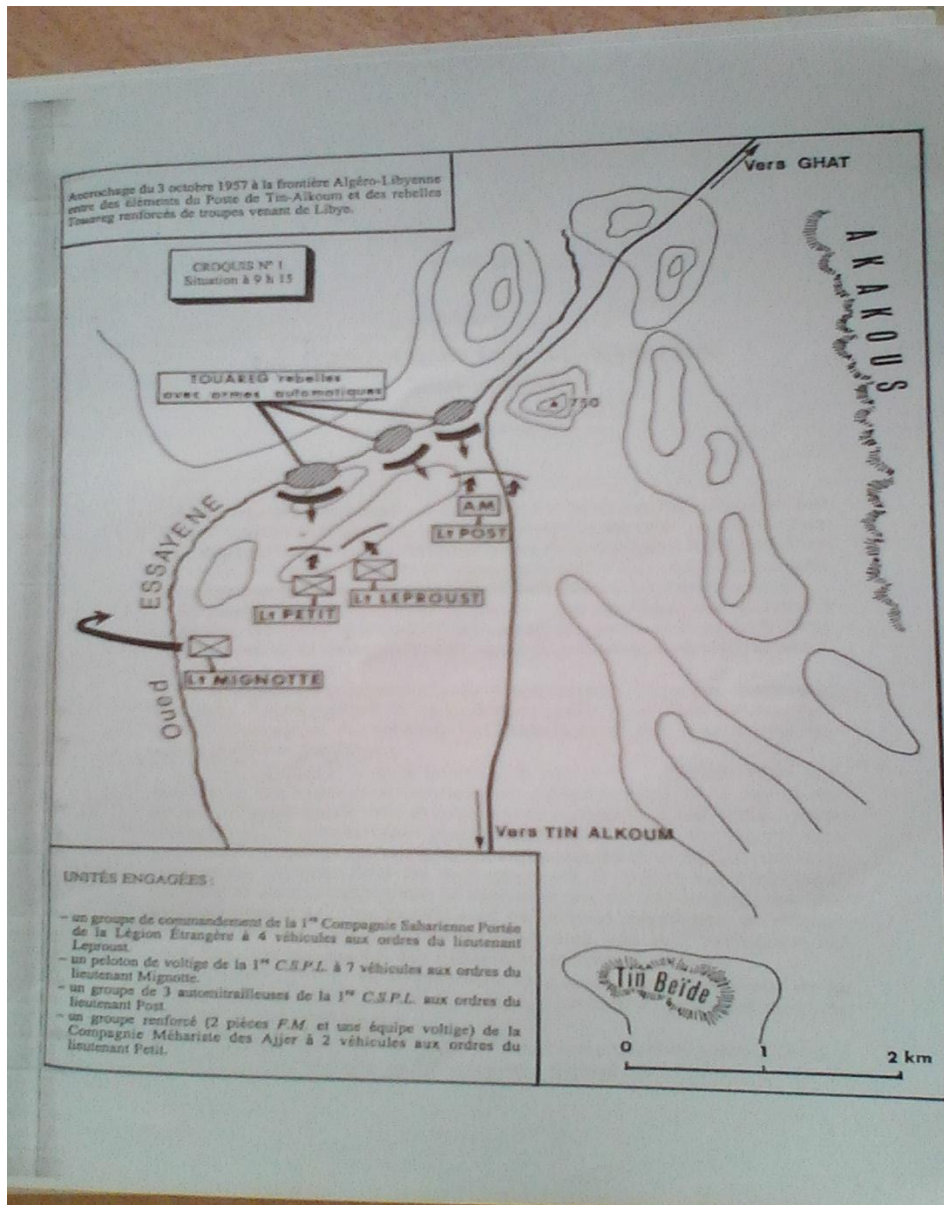 Accrochage du 3 octobre 1957 à la frontière Algéro-Libyenne
entre des éléments du Poste de Tin-Alkoum et des rebelles
Touareg renforcés de troupes venant de Libye.
Vers GHAT
CROQUIS N° 1
Situation à 9 h 15
AKAKOUS
TOUAREG rebelles
avec armes automatiques
750
AM
Lt POST
Lt LEPROUST
Lt PETIT
Lt MIGNOTTE
Oued ESSAYENE
Vers TIN ALKOUM
UNITÉS ENGAGÉES :
– un groupe de commandement de la 1re Compagnie Saharienne Portée
de la Légion Étrangère à 4 véhicules aux ordres du lieutenant
Leproust.
– un peloton de voltige de la 1re C.S.P.L. à 7 véhicules aux ordres du
lieutenant Mignotte.
– un groupe de 3 automitrailleuses de la 1re C.S.P.L. aux ordres du
lieutenant Post.
– un groupe renforcé (2 pièces F.M. et une équipe voltige) de la
Compagnie Méhariste des Ajjer à 2 véhicules aux ordres du
lieutenant Petit.
Tin Beïde
0 1 2 km